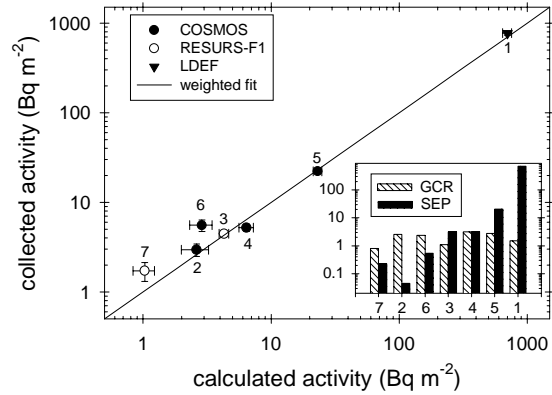 1000
100
10
1
collected activity (Bq m-2)
COSMOS
RESURS-F1
LDEF
weighted fit
1
5
6
3
4
2
7
GCR
SEP
100
10
1
0.1
7 2 6 3 4 5 1
1 10 100 1000
calculated activity (Bq m-2)